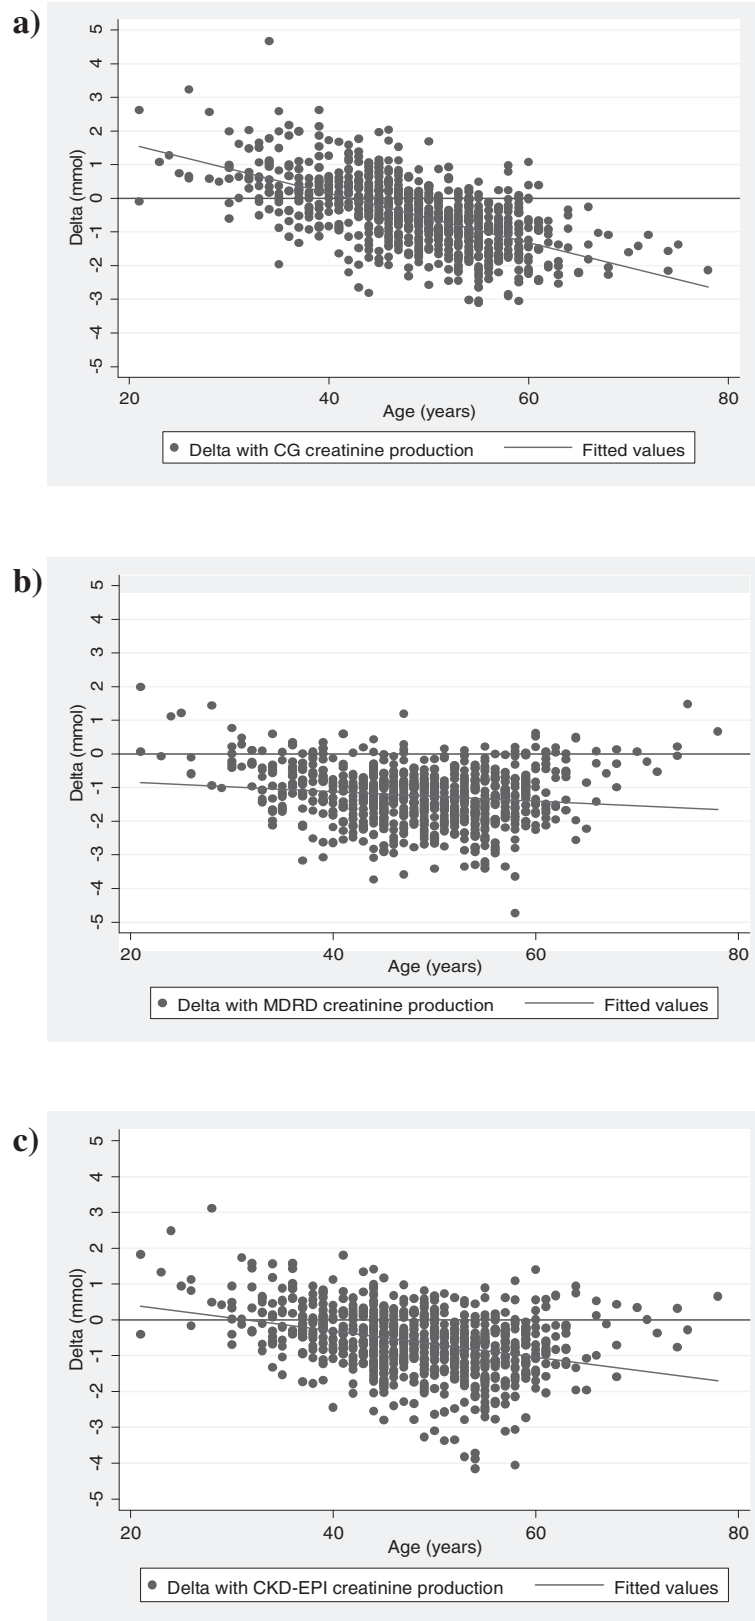 a)
5
4
3
2
1
0
-1
-2
-3
-4
-5
Delta (mmol)
20 40 60 80
Age (years)
Delta with CG creatinine production Fitted values
b)
5
4
3
2
1
0
-1
-2
-3
-4
-5
Delta (mmol)
20 40 60 80
Age (years)
Delta with MDRD creatinine production Fitted values
c)
5
4
3
2
1
0
-1
-2
-3
-4
-5
Delta (mmol)
20 40 60 80
Age (years)
Delta with CKD-EPI creatinine production Fitted values